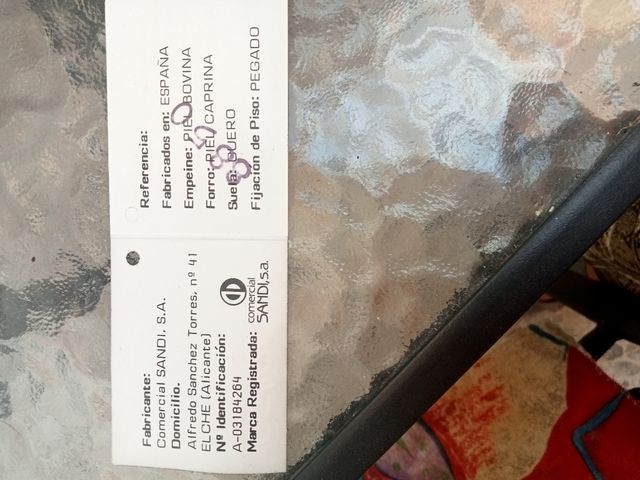 Fabricante:
Comercial SANDI. S.A.
Domicilio.
Alfredo Sanchez Torres, nº 41
ELCHE (Alicante)
Nº Identificación:
A-03184264
Marca Registrada: comercial
SANDI,s.a.
Referencia:
Fabricados en: ESPAÑA
Empeine: PIEL BOVINA
Forro: PIEL CAPRINA
Suela: CUERO
Fijación de Piso: PEGADO